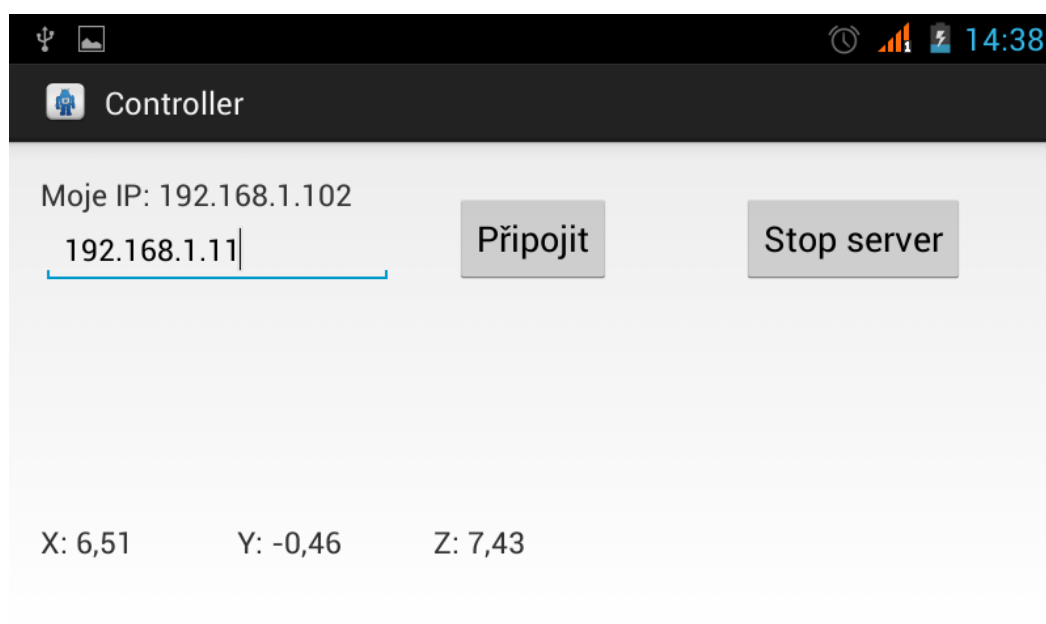 14:38
Controller
Moje IP: 192.168.1.102
192.168.1.11
Připojit
Stop server
X: 6,51 Y: -0,46 Z: 7,43